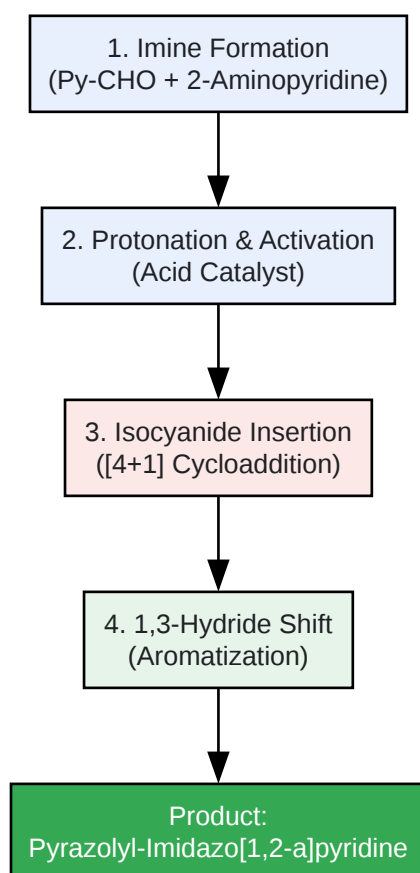 1. Imine Formation
(Py-CHO + 2-Aminopyridine)
2. Protonation & Activation
(Acid Catalyst)
3. Isocyanide Insertion
([4+1] Cycloaddition)
4. 1,3-Hydride Shift
(Aromatization)
Product:
Pyrazolyl-Imidazo[1,2-a]pyridine